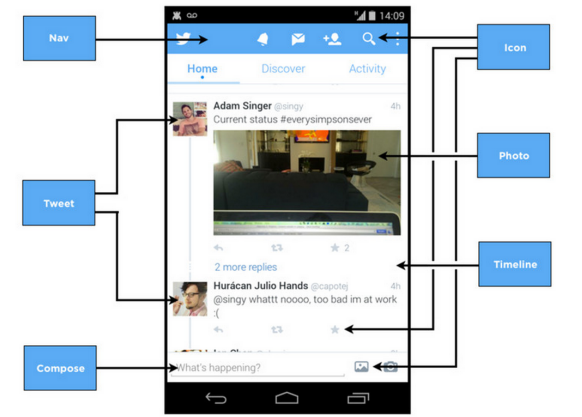 14:09
Nav
Icon
Home
Discover
Activity
Adam Singer @singy
4h
Current status #everysimpsonsever
Photo
Tweet
2
2 more replies
Timeline
Hurácan Julio Hands @capotej
4h
@singy whattt noooo, too bad im at work
:(
Compose
What's happening?